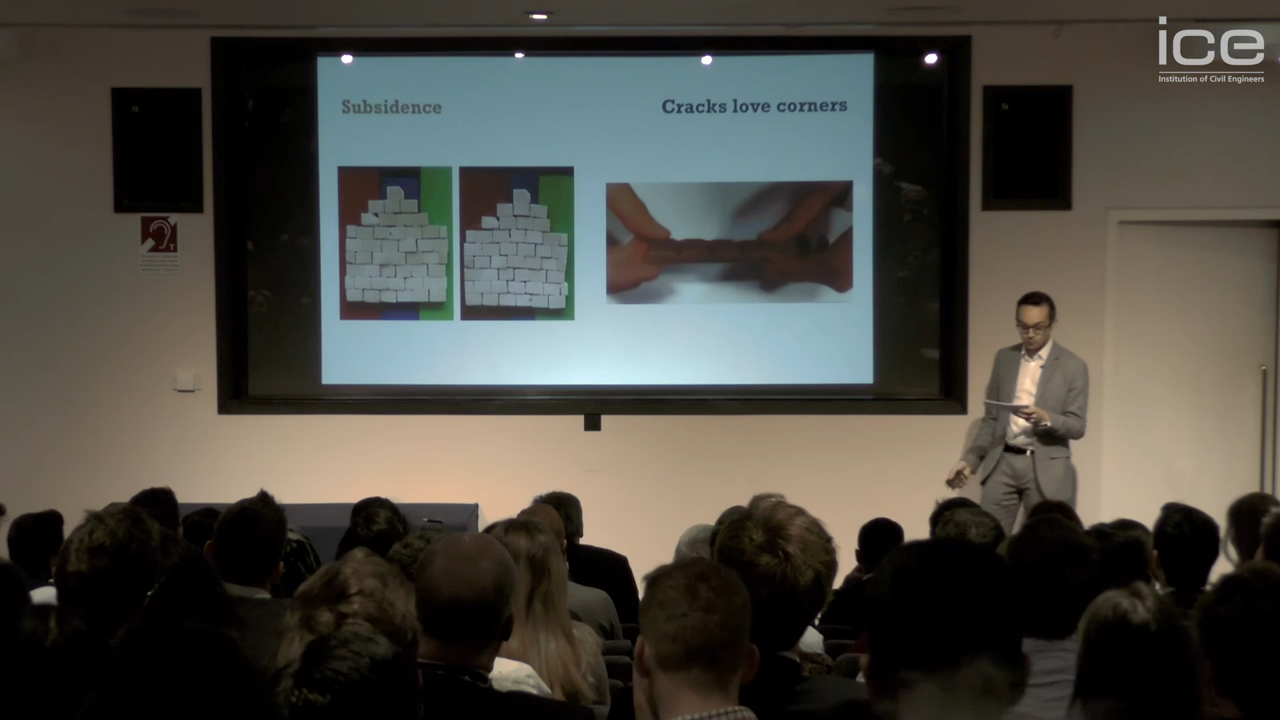 ice
Institution of Civil Engineers
Subsidence
Cracks love corners
T